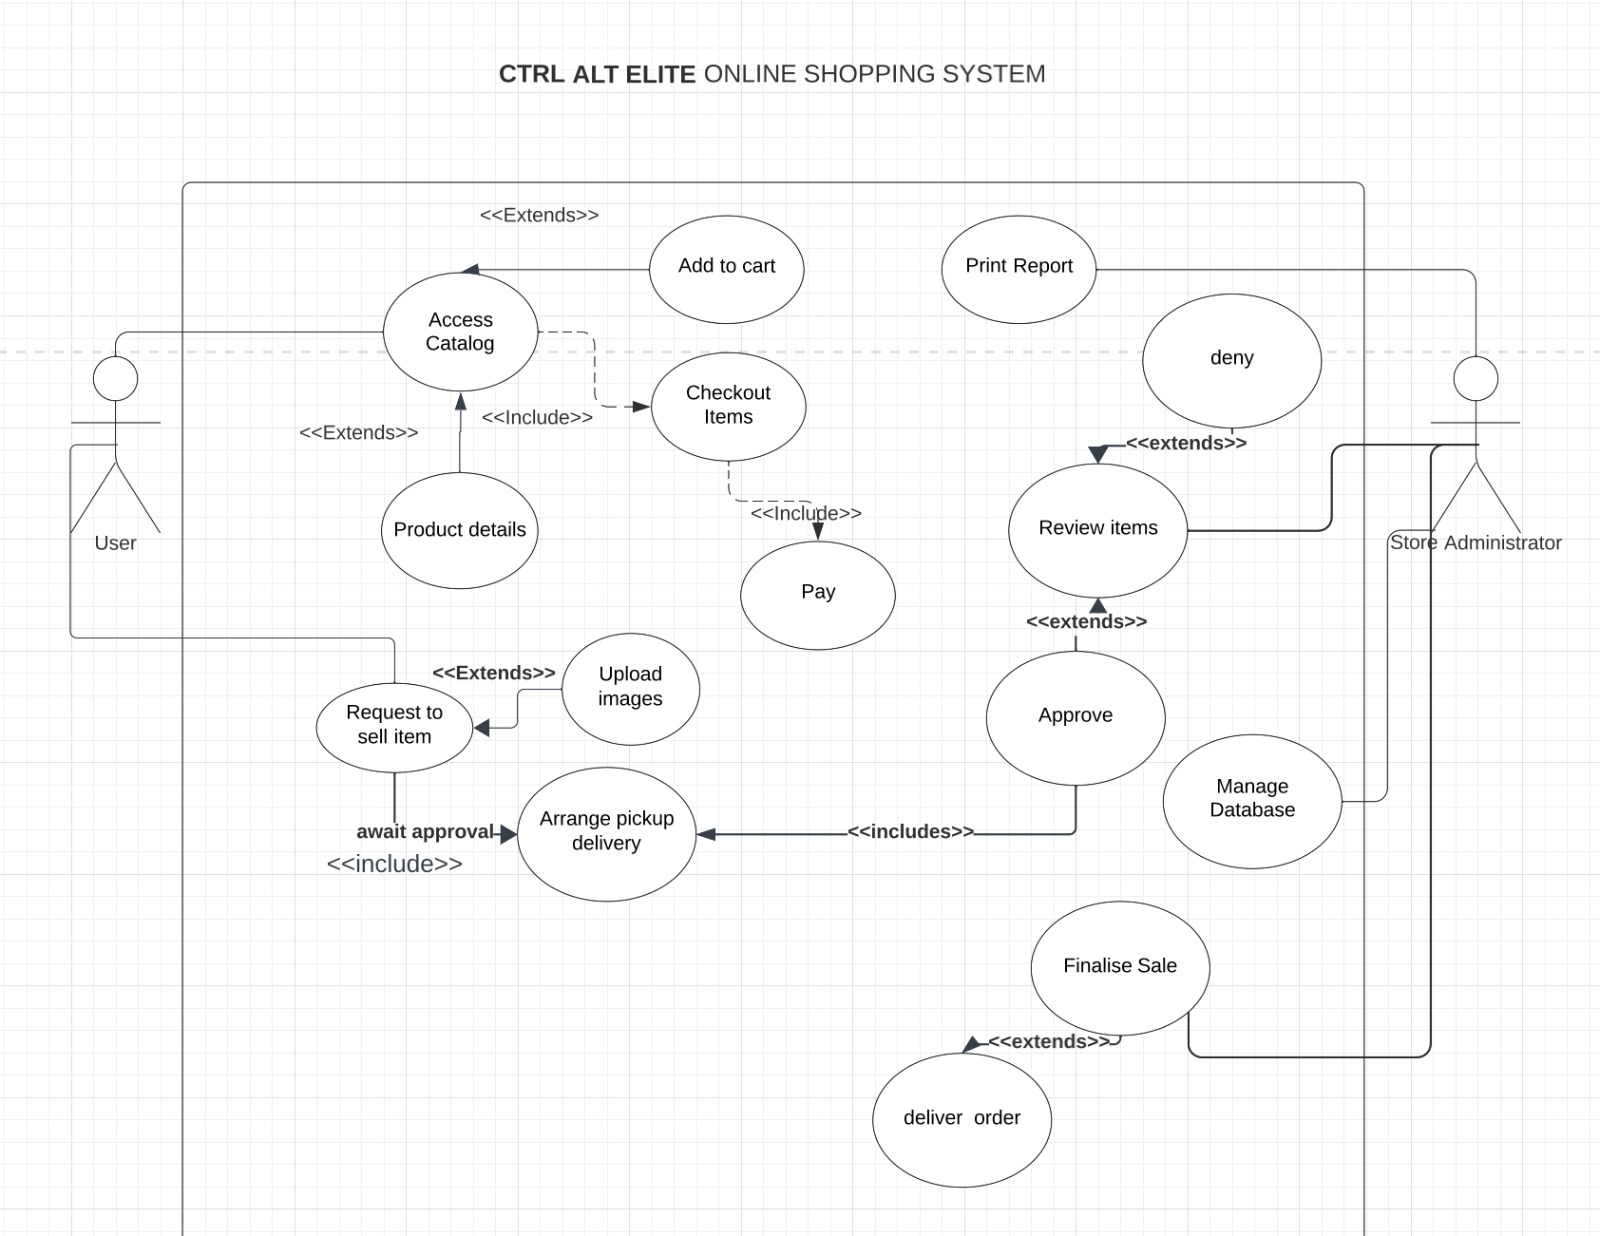 CTRL ALT ELITE ONLINE SHOPPING SYSTEM
<<Extends>>
Add to cart
Print Report
Access
Catalog
deny
Checkout
Items
<<Include>>
<<Extends>>
<<extends>>
Product details
<<Include>>
Review items
User
Store Administrator
Pay
<<extends>>
<<Extends>>
Upload
images
Request to
sell item
Approve
Manage
Database
Arrange pickup
delivery
await approval
<<includes>>
<<include>>
Finalise Sale
<<extends>>
deliver  order